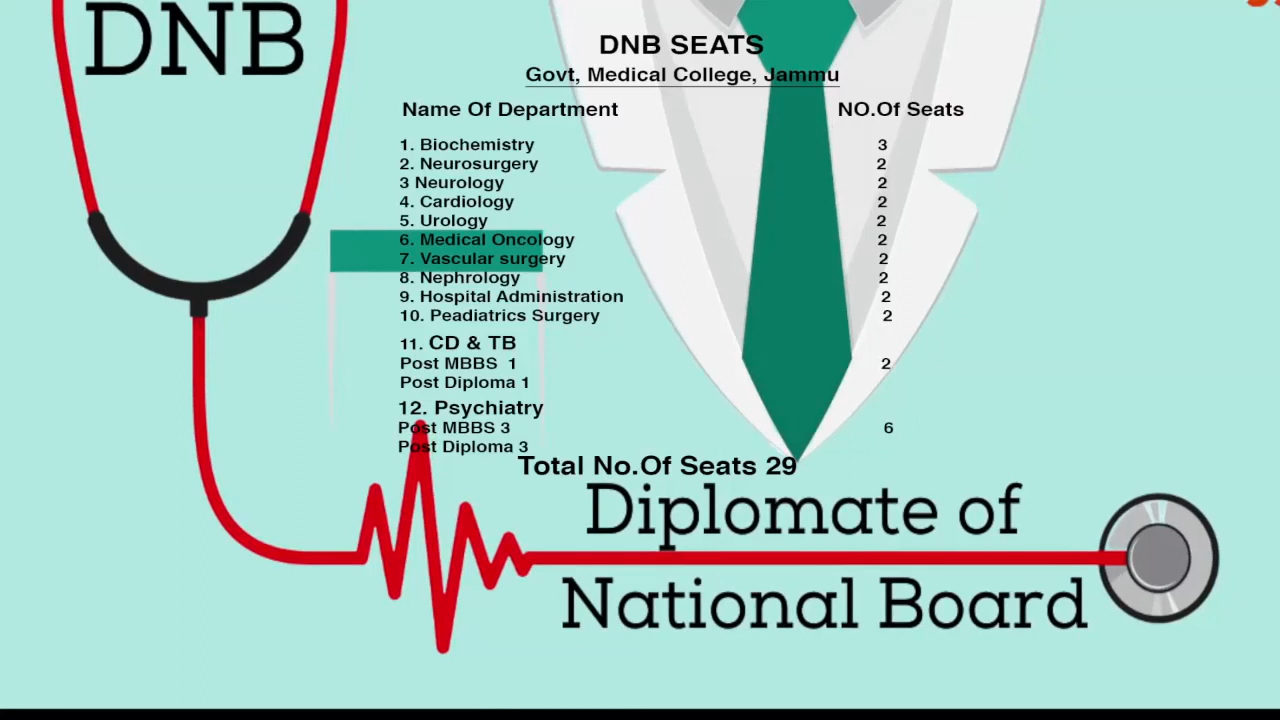 DNB
DNB SEATS
Govt, Medical College, Jammu
Name Of Department NO.Of Seats
1. Biochemistry 3
2. Neurosurgery 2
3 Neurology 2
4. Cardiology 2
5. Urology 2
6. Medical Oncology 2
7. Vascular surgery 2
8. Nephrology 2
9. Hospital Administration 2
10. Peadiatrics Surgery 2
11. CD & TB
Post MBBS 1 2
Post Diploma 1
12. Psychiatry
Post MBBS 3 6
Post Diploma 3
Total No.Of Seats 29
Diplomate of
National Board